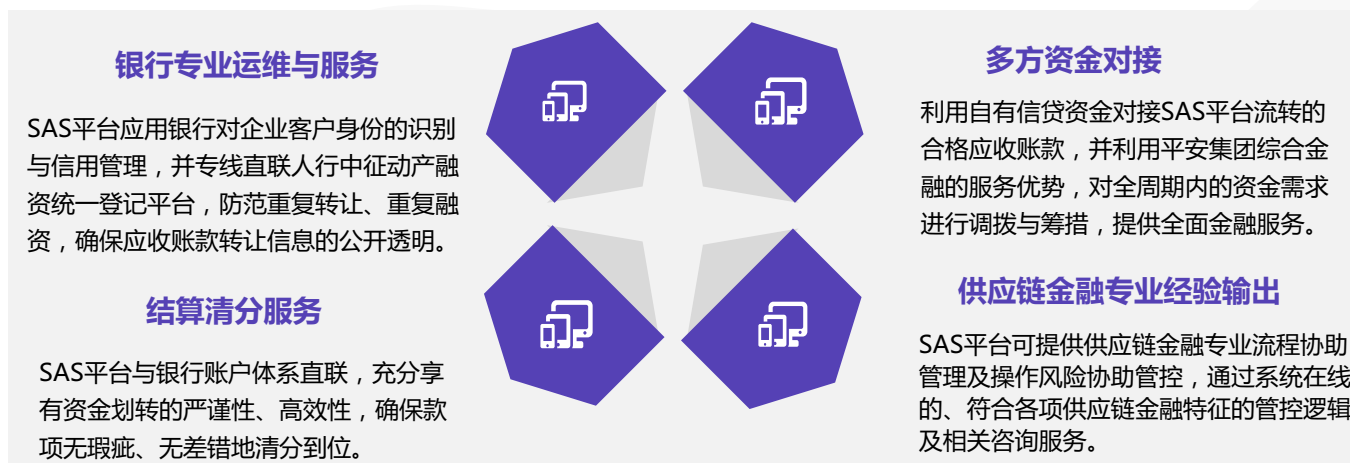 银行专业运维与服务
SAS平台应用银行对企业客户身份的识别
与信用管理，并专线直联人行中征动产融
资统一登记平台，防范重复转让、重复融
资，确保应收账款转让信息的公开透明。
结算清分服务
SAS平台与银行账户体系直联，充分享
有资金划转的严谨性、高效性，确保款
项无瑕疵、无差错地清分到位。
多方资金对接
利用自有信贷资金对接SAS平台流转的
合格应收账款，并利用平安集团综合金
融的服务优势，对全周期内的资金需求
进行调拨与筹措，提供全面金融服务。
供应链金融专业经验输出
SAS平台可提供供应链金融专业流程协助
管理及操作风险协助管控，通过系统在线
的、符合各项供应链金融特征的管控逻辑
及相关咨询服务。